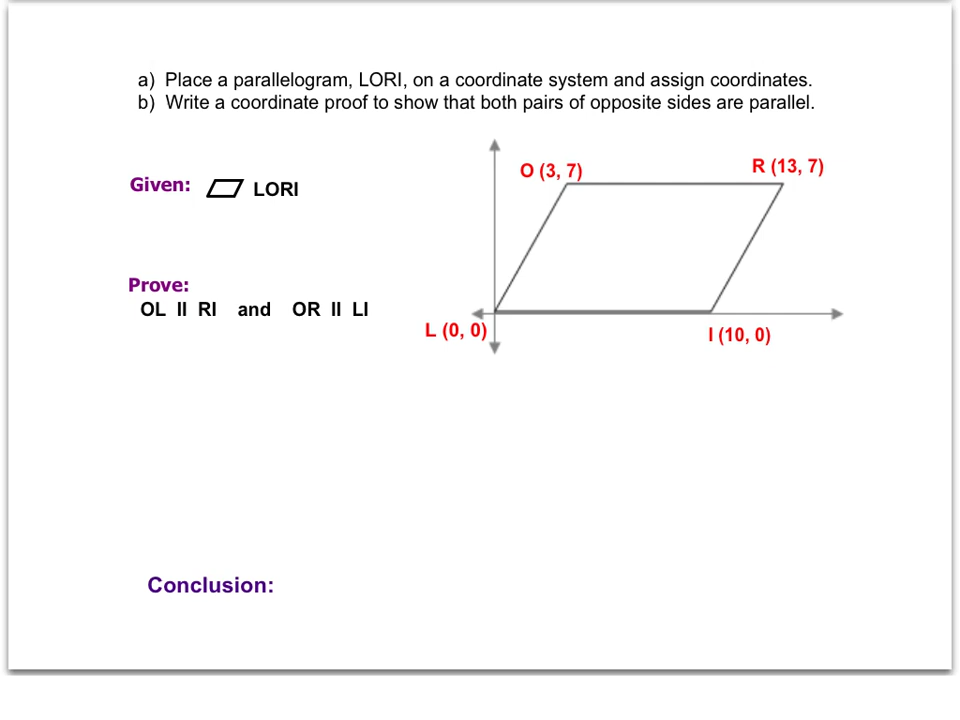 a) Place a parallelogram, LORI, on a coordinate system and assign coordinates.
b) Write a coordinate proof to show that both pairs of opposite sides are parallel.
O (3, 7)
R (13, 7)
Given:
LORI
Prove:
OL II RI and OR II LI
L (0, 0)
I (10, 0)
Conclusion: